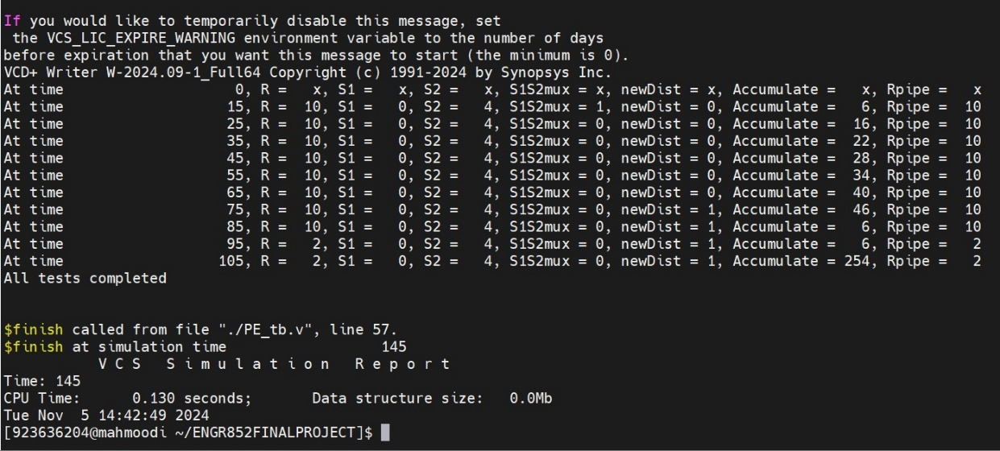 If you would like to temporarily disable this message, set
 the VCS_LIC_EXPIRE_WARNING environment variable to the number of days
before expiration that you want this message to start (the minimum is 0).
VCD+ Writer W-2024.09-1_Full64 Copyright (c) 1991-2024 by Synopsys Inc.
At time                    0, R =   x, S1 =   x, S2 =   x, S1S2mux = x, newDist = x, Accumulate =   x, Rpipe =   x
At time                   15, R =  10, S1 =   0, S2 =   4, S1S2mux = 1, newDist = 0, Accumulate =   6, Rpipe =  10
At time                   25, R =  10, S1 =   0, S2 =   4, S1S2mux = 0, newDist = 0, Accumulate =  16, Rpipe =  10
At time                   35, R =  10, S1 =   0, S2 =   4, S1S2mux = 0, newDist = 0, Accumulate =  22, Rpipe =  10
At time                   45, R =  10, S1 =   0, S2 =   4, S1S2mux = 0, newDist = 0, Accumulate =  28, Rpipe =  10
At time                   55, R =  10, S1 =   0, S2 =   4, S1S2mux = 0, newDist = 0, Accumulate =  34, Rpipe =  10
At time                   65, R =  10, S1 =   0, S2 =   4, S1S2mux = 0, newDist = 0, Accumulate =  40, Rpipe =  10
At time                   75, R =  10, S1 =   0, S2 =   4, S1S2mux = 0, newDist = 1, Accumulate =  46, Rpipe =  10
At time                   85, R =  10, S1 =   0, S2 =   4, S1S2mux = 0, newDist = 1, Accumulate =   6, Rpipe =  10
At time                   95, R =   2, S1 =   0, S2 =   4, S1S2mux = 0, newDist = 1, Accumulate =   6, Rpipe =   2
At time                  105, R =   2, S1 =   0, S2 =   4, S1S2mux = 0, newDist = 1, Accumulate = 254, Rpipe =   2
All tests completed
$finish called from file "./PE_tb.v", line 57.
$finish at simulation time                  145
           V C S   S i m u l a t i o n   R e p o r t
Time: 145
CPU Time:      0.130 seconds;       Data structure size:   0.0Mb
Tue Nov  5 14:42:49 2024
[923636204@mahmoodi ~/ENGR852FINALPROJECT]$